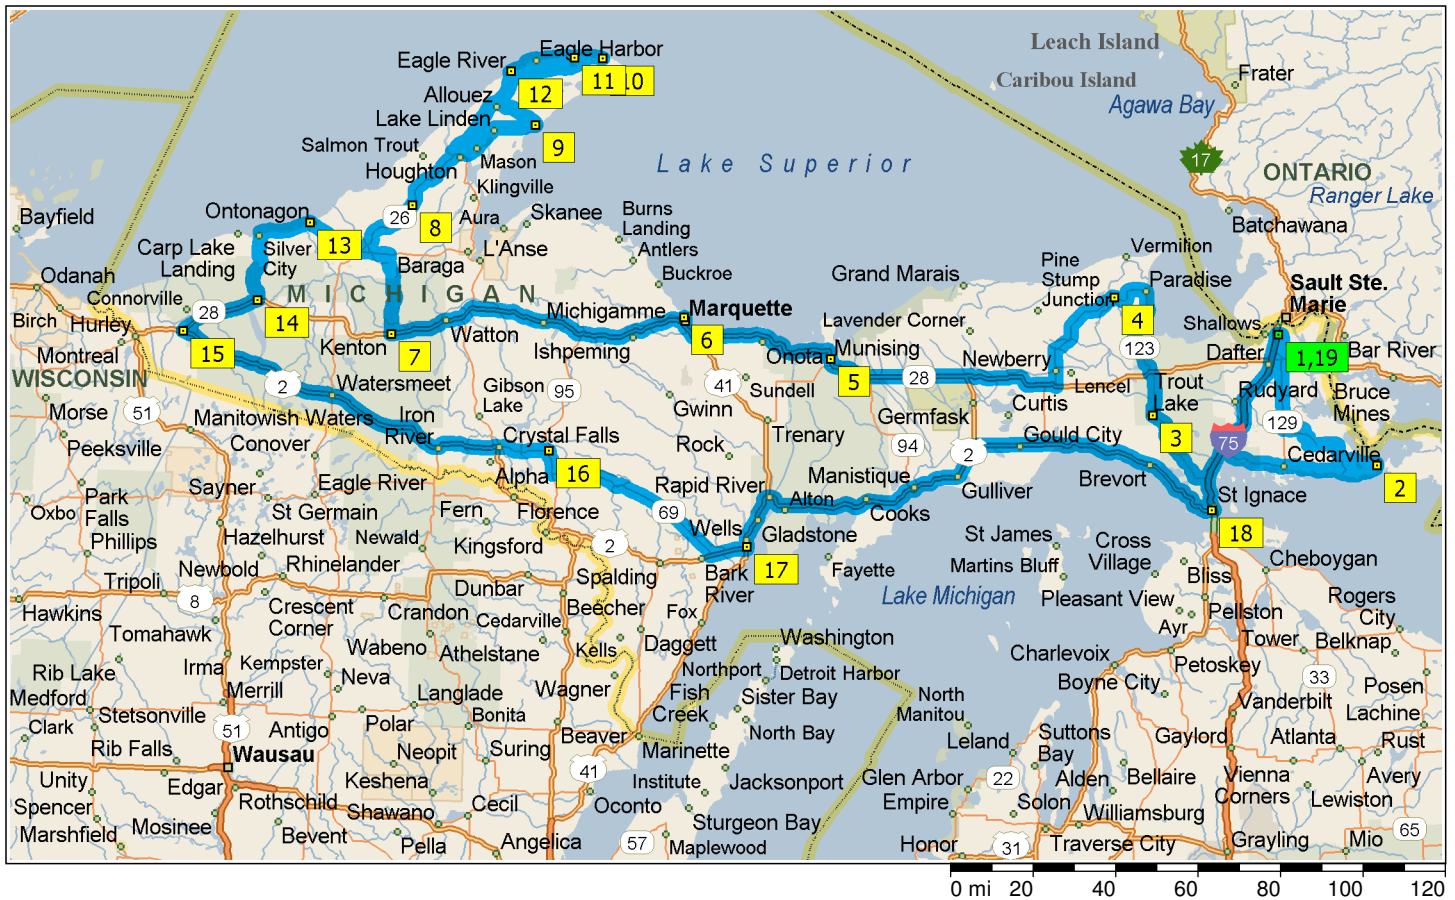 Leach Island
Caribou Island
Agawa Bay
Frater
17
ONTARIO
Ranger Lake
Batchawana
Eagle River
Eagle Harbor
11
10
12
Allouez
Lake Linden
9
Salmon Trout
Mason
Houghton
Klingville
Lake Superior
Bayfield
Ontonagon
26
8
Aura
Skanee
Burns
Landing
Antlers
L'Anse
Buckroe
Carp Lake
Landing
Silver
City
13
Baraga
Odanah
Connorville
MICHIGAN
28
14
Birch
Hurley
Montreal
15
Kenton
7
Watton
Michigamme
Ishpeming
Marquette
6
Grand Marais
Lavender Corner
Onota
Munising
5
28
Newberry
Pine
Stump
Junction
Vermilion
Paradise
4
123
Shallows
Sault Ste.
Marie
Dafter
1,19
Bar River
Rudyard
Bruce
Mines
Lencel
Trout
Lake
3
129
75
Cedarville
2
WISCONSIN
Morse
51
Peeksville
2
Watersmeet
Manitowish Waters
Conover
Iron
River
Gibson
Lake
95
41
Sundell
Gwinn
Rock
Trenary
Germfask
94
Curtis
2
Gould City
Brevort
Gulliver
Manistique
Cooks
Alton
Rapid River
Crystal Falls
16
Alpha
69
Wells
Gladstone
17
Bark
River
Fayette
St Ignace
18
St James
Martins Bluff
Cross
Village
Cheboygan
Bliss
Lake Michigan
Pleasant View
Pellston
Ayr
Rogers
City
Tower
Belknap
Charlevoix
Petoskey
Boyne City
33
Posen
Vanderbilt
Lachine
Gaylord
Atlanta
Rust
Park
Falls
Oxbo
Phillips
Sayner
Eagle River
St Germain
Hazelhurst
Newald
Fern
Florence
Kingsford
2
Newbold
Rhinelander
Tripoli
Hawkins
8
Crescent
Corner
Crandon
Dunbar
Spalding
Beecher
Cedarville
Fox
Tomahawk
Wabeno
Athelstane
Kells
Daggett
Washington
Rib Lake
Irma
Kempster
Neva
Wagner
Northport
Detroit Harbor
Medford
Merrill
Langlade
Fish
Creek
Sister Bay
North
Manitou
Stetsonville
Clark
51
Antigo
Polar
Bonita
Beaver
Marinette
North Bay
Leland
Suttons
Bay
Rib Falls
Wausau
Neopit
Suring
41
Institute
Jacksonport
Glen Arbor
Empire
22
Alden
Bellaire
Vienna
Corners
Avery
Unity
Edgar
Keshena
Oconto
Solon
Williamsburg
Lewiston
Spencer
Rothschild
Shawano
Cecil
Sturgeon Bay
Marshfield
Mosinee
Bevent
Pella
Angelica
57
Maplewood
Honor
31
Traverse City
Grayling
Mio
65
0 mi 20 40 60 80 100 120